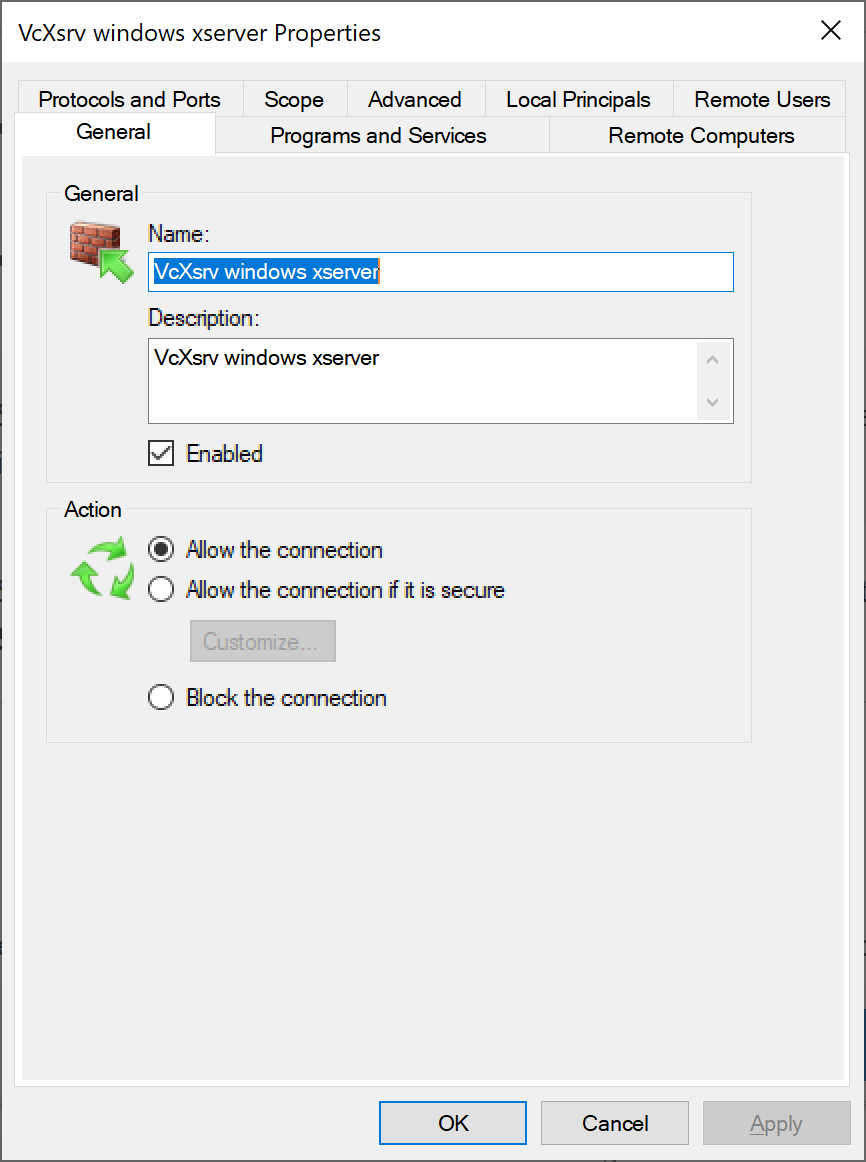 VcXsrv windows xserver Properties
Protocols and Ports Scope Advanced Local Principals Remote Users
General Programs and Services Remote Computers
General
Name:
VcXsrv windows xserver
Description:
VcXsrv windows xserver
Enabled
Action
Allow the connection
Allow the connection if it is secure
Customize...
Block the connection
OK Cancel Apply